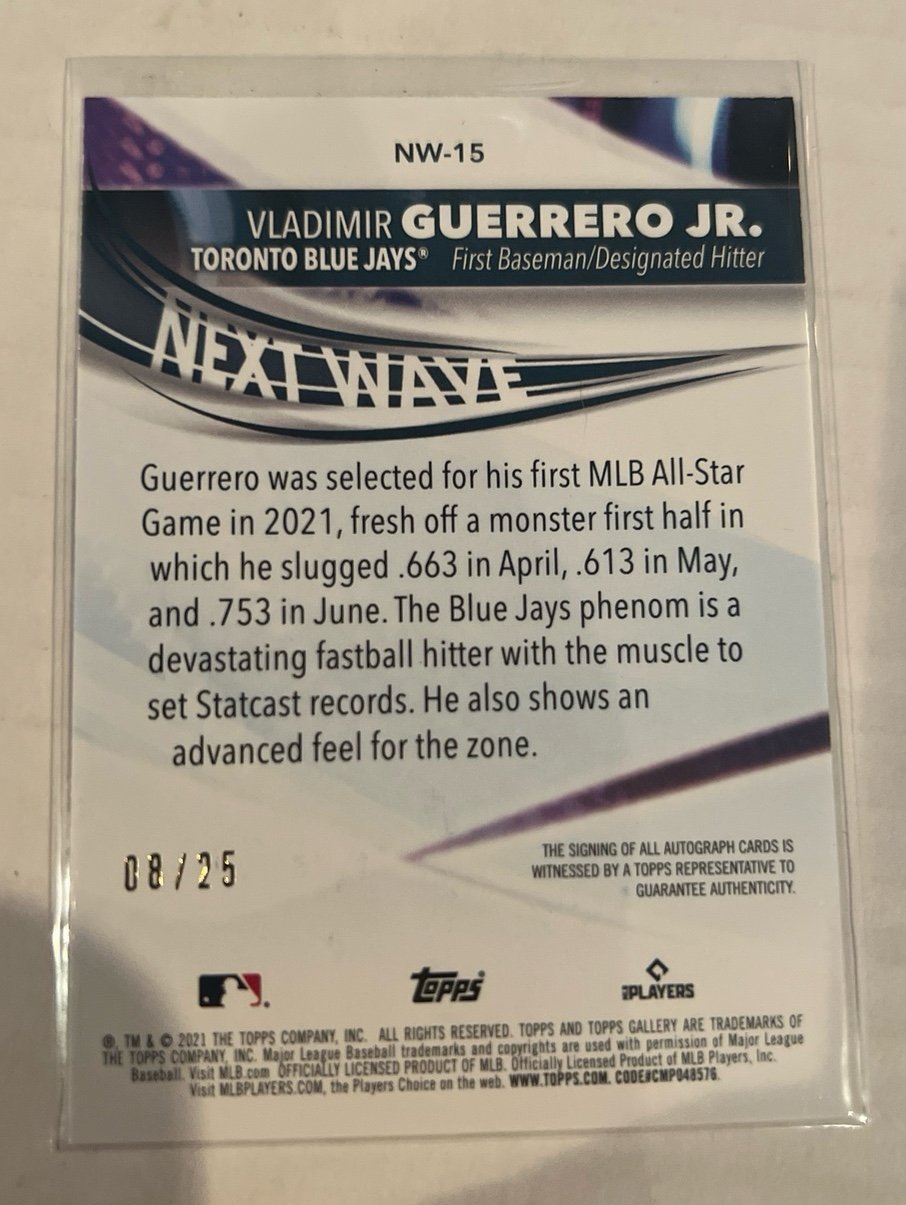 NW-15
VLADIMIR GUERRERO JR.
TORONTO BLUE JAYS® First Baseman/Designated Hitter
NEXT WAVE
Guerrero was selected for his first MLB All-Star
Game in 2021, fresh off a monster first half in
which he slugged .663 in April, .613 in May,
and .753 in June. The Blue Jays phenom is a
devastating fastball hitter with the muscle to
set Statcast records. He also shows an
advanced feel for the zone.
08/25
THE SIGNING OF ALL AUTOGRAPH CARDS IS
WITNESSED BY A TOPPS REPRESENTATIVE TO
GUARANTEE AUTHENTICITY.
Topps
PLAYERS
®, TM & © 2021 THE TOPPS COMPANY, INC. ALL RIGHTS RESERVED. TOPPS AND TOPPS GALLERY ARE TRADEMARKS OF
THE TOPPS COMPANY, INC. Major League Baseball trademarks and copyrights are used with permission of Major League
Baseball. Visit MLB.com OFFICIALLY LICENSED PRODUCT OF MLB. Officially Licensed Product of MLB Players, Inc.
Visit MLBPLAYERS.COM, the Players Choice on the web. WWW.TOPPS.COM. CODE#CMP048576.